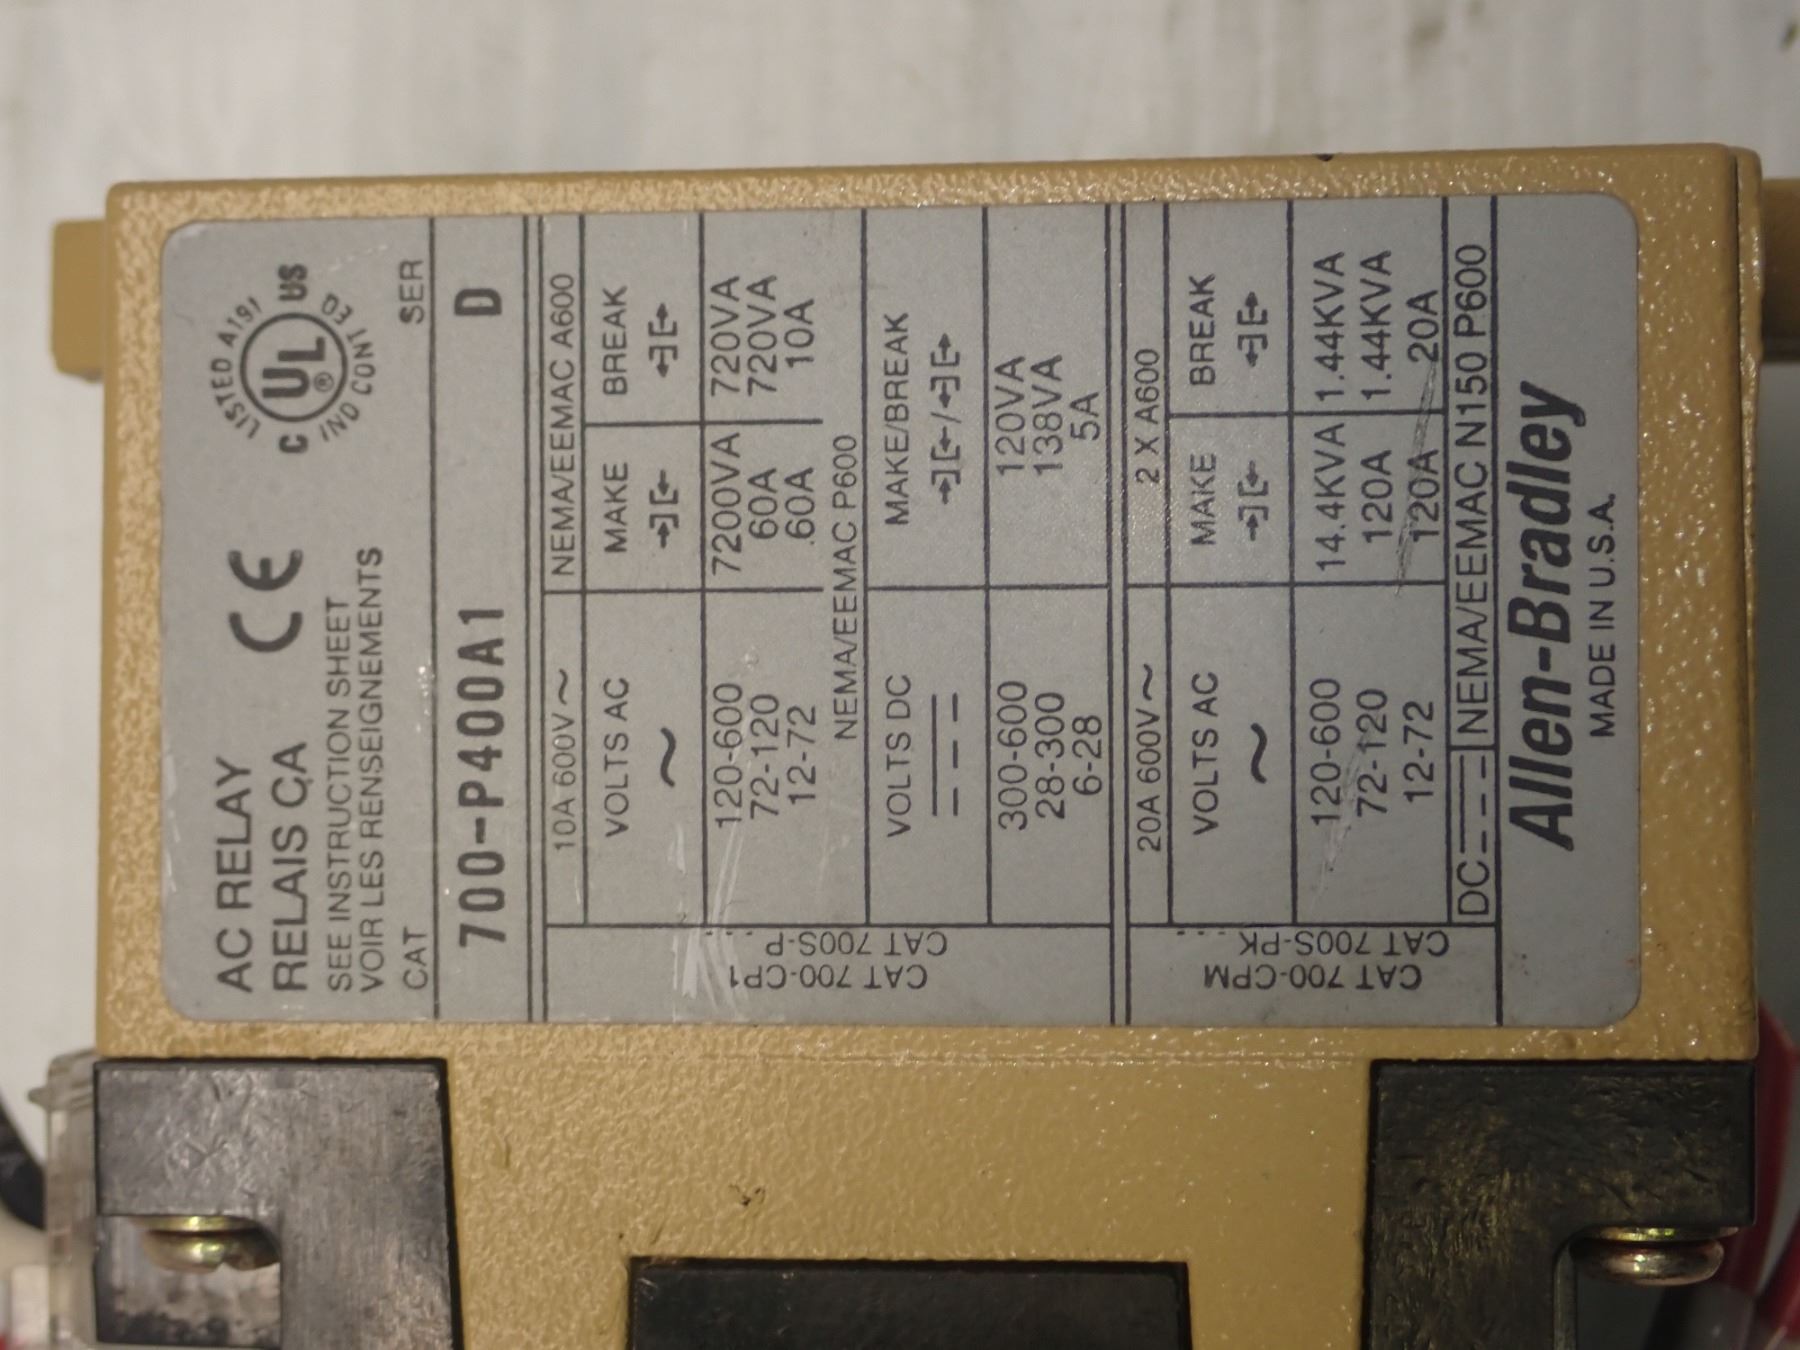 AC RELAY
RELAIS CA
CE
LISTED A191
C UL US
®
IND CONT EQ
SEE INSTRUCTION SHEET
VOIR LES RENSEIGNEMENTS
CAT SER
700-P400A1 D
CAT 700-CP1
CAT 700S-P...
10A 600V ~ NEMA/EEMAC A600
VOLTS AC MAKE BREAK
~
120-600 7200VA 720VA
72-120 60A 720VA
12-72 60A 10A
NEMA/EEMAC P600
VOLTS DC MAKE/BREAK
300-600 120VA
28-300 138VA
6-28 5A
CAT 700-CPM
CAT 700S-PK...
20A 600V ~ 2 X A600
VOLTS AC MAKE BREAK
~
120-600 14.4KVA 1.44KVA
72-120 120A 1.44KVA
12-72 120A 20A
DC NEMA/EEMAC N150 P600
Allen-Bradley
MADE IN U.S.A.